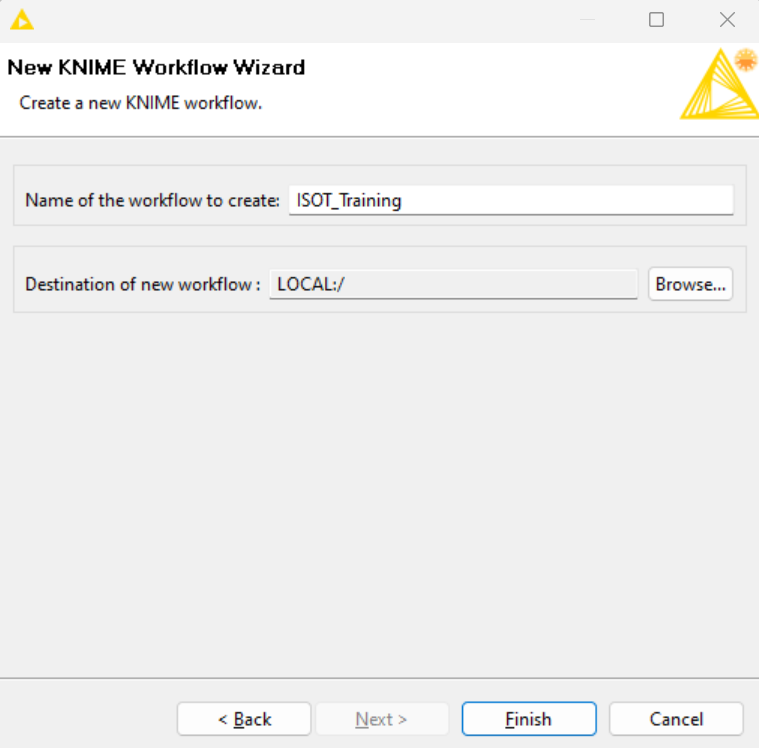 New KNIME Workflow Wizard
Create a new KNIME workflow.
Name of the workflow to create: ISOT_Training
Destination of new workflow : LOCAL:/ Browse...
< Back Next > Finish Cancel